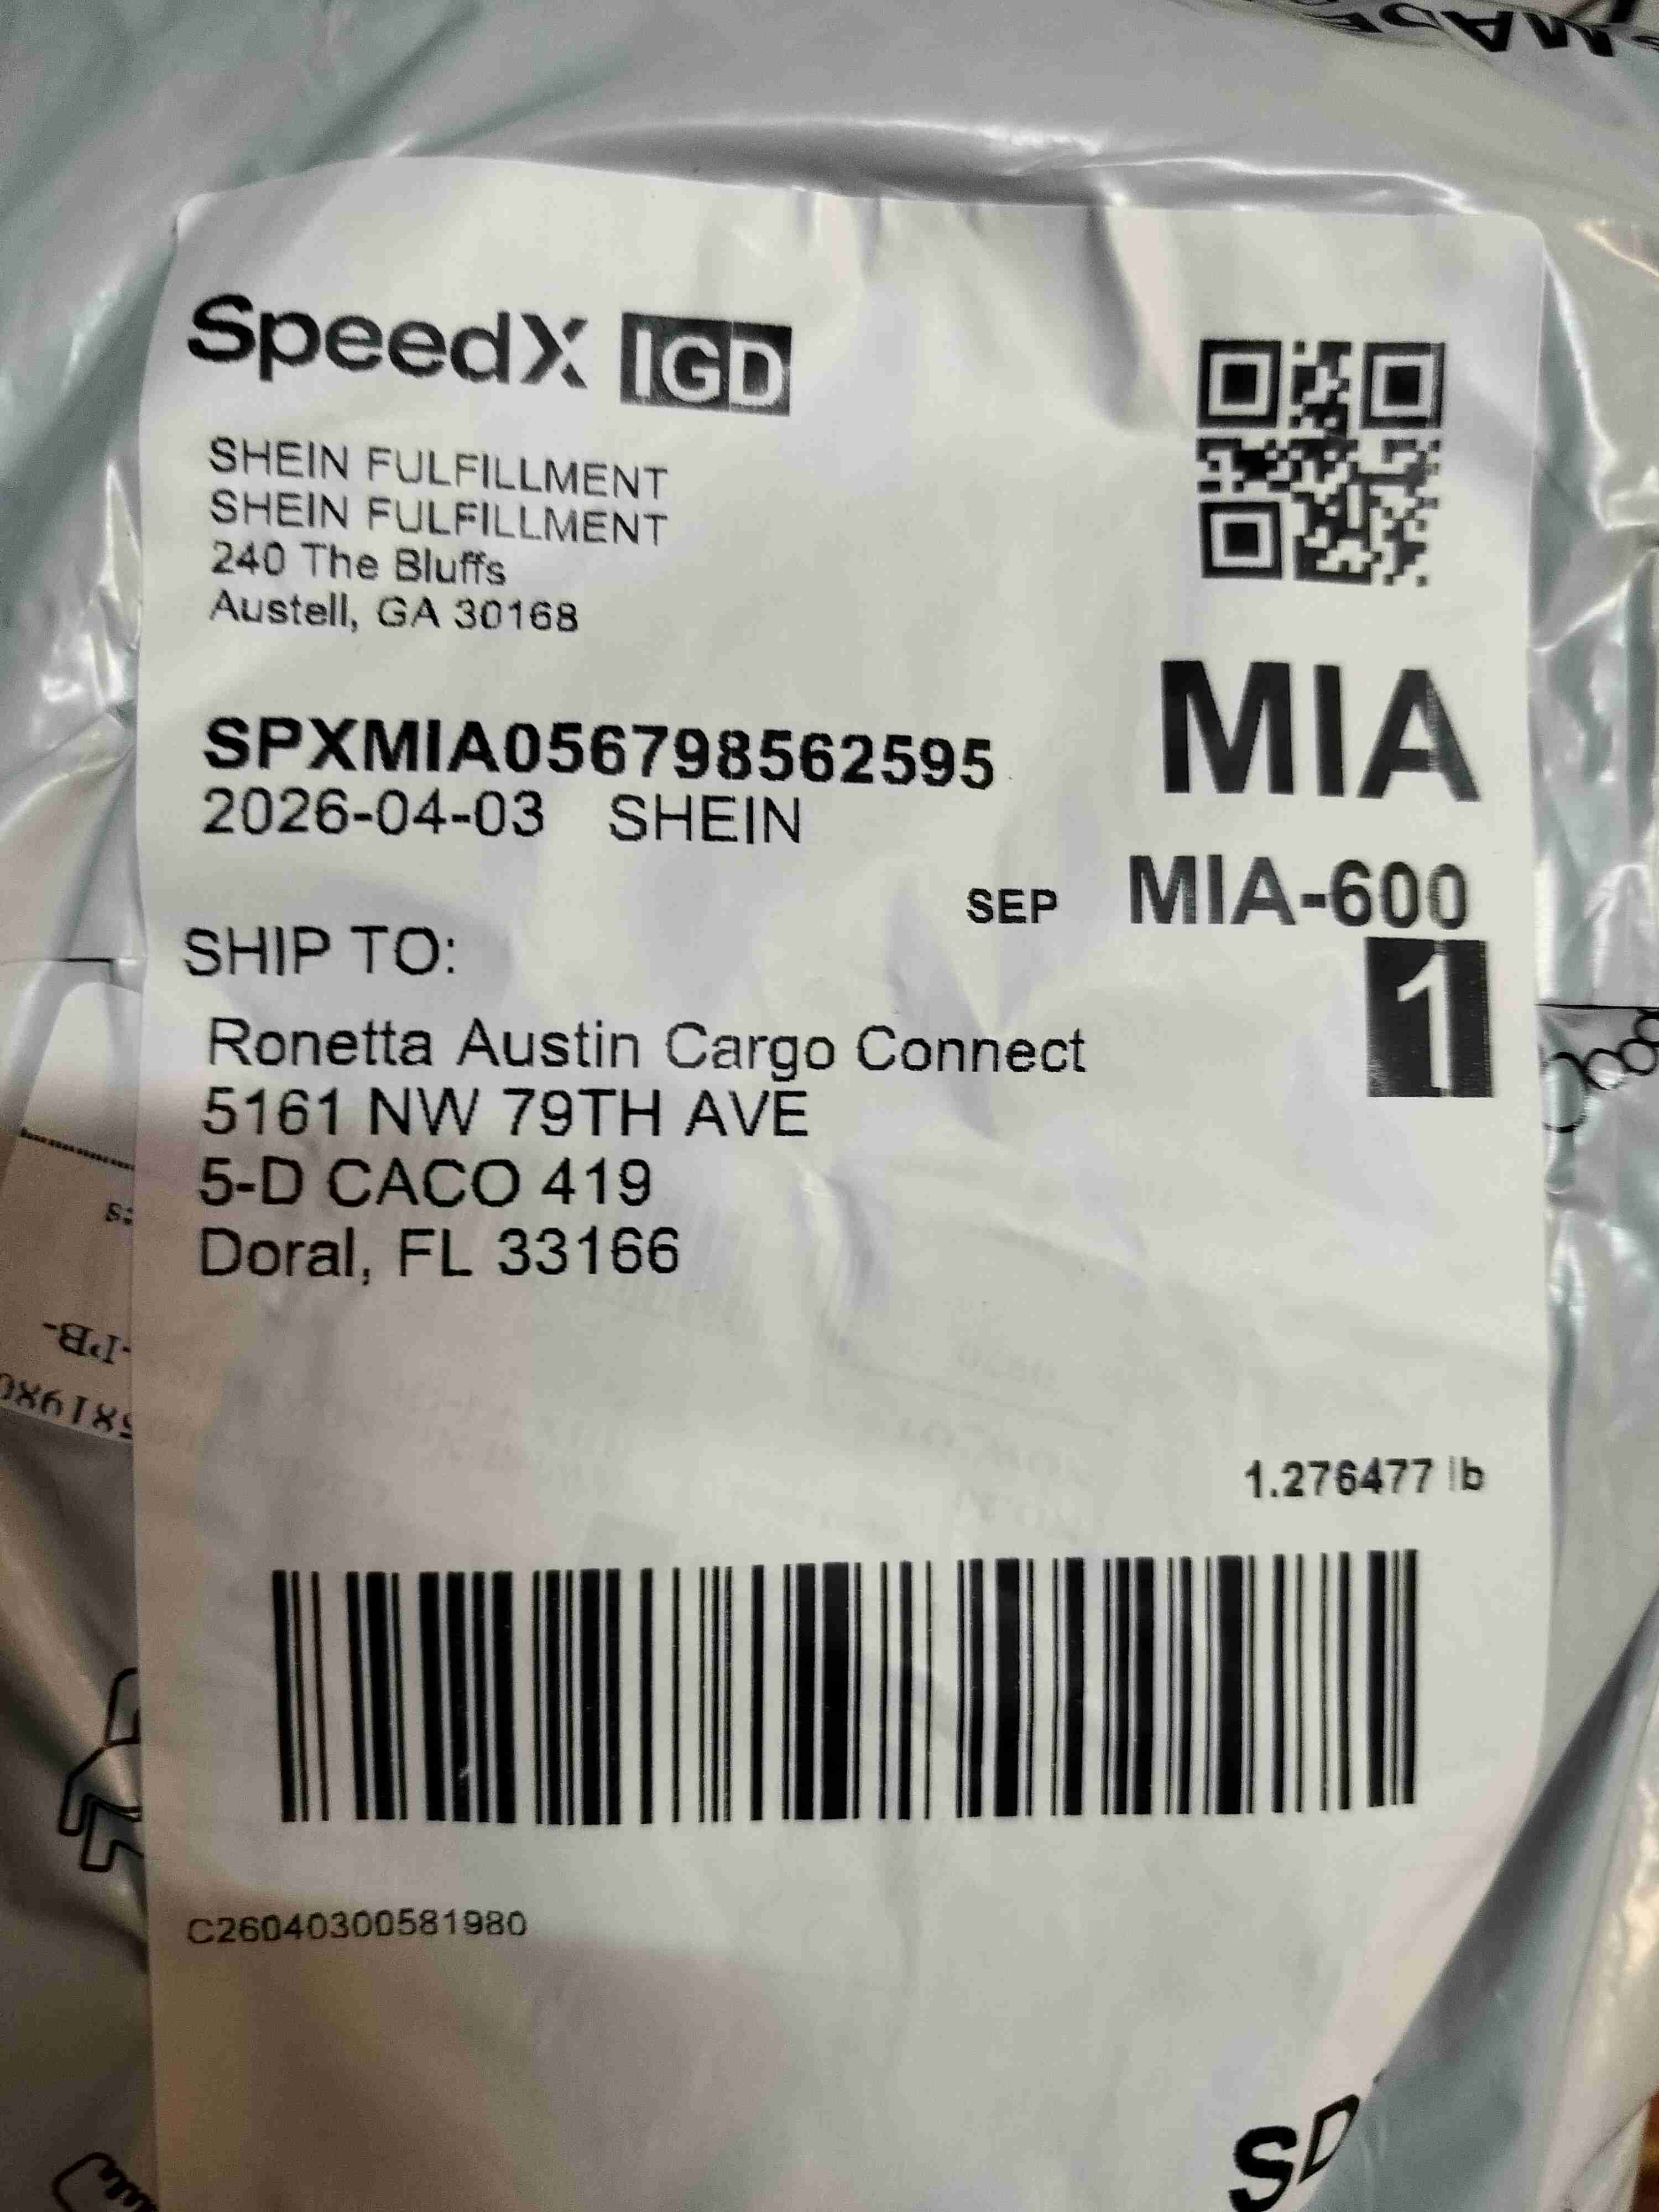 SpeedX IGD
SHEIN FULFILLMENT
SHEIN FULFILLMENT
240 The Bluffs
Austell, GA 30168
MIA
SPXMIA056798562595
2026-04-03 SHEIN
SEP MIA-600
1
SHIP TO:
Ronetta Austin Cargo Connect
5161 NW 79TH AVE
5-D CACO 419
Doral, FL 33166
-PB-
1.276477 lb
C26040300581980